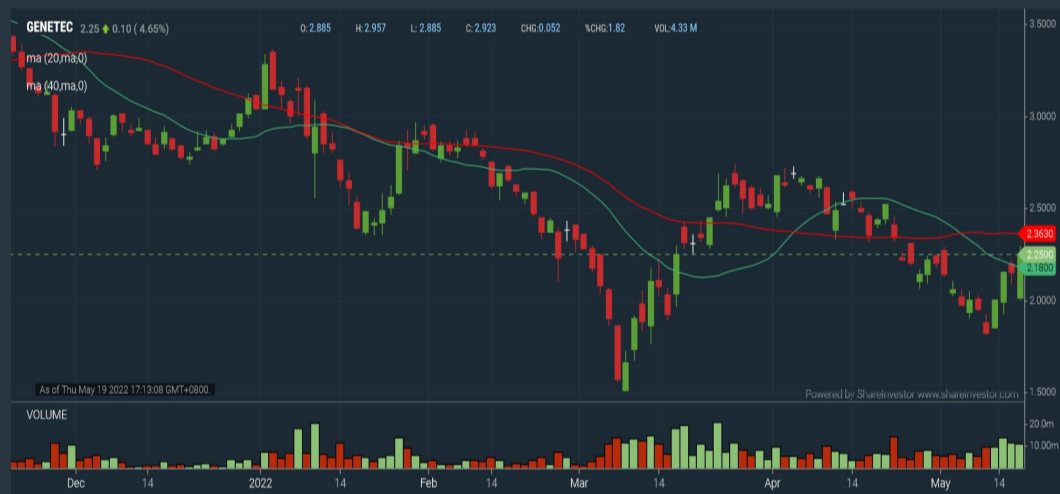 GENETEC 2.25 0.10 ( 4.65%) O: 2.885 H: 2.957 L: 2.885 C: 2.923 CHG:0.052 %CHG:1.82 VOL:4.33 M
ma (20,ma,0)
ma (40,ma,0)
3.5000
3.0000
2.5000
2.3630
2.2500
2.1800
2.0000
1.5000
As of Thu May 19 2022 17:13:08 GMT+0800.
Powered by ShareInvestor www.shareinvestor.com
VOLUME
20.0m
10.00m
Dec 14 2022 14 Feb 14 Mar 14 Apr 14 May 14